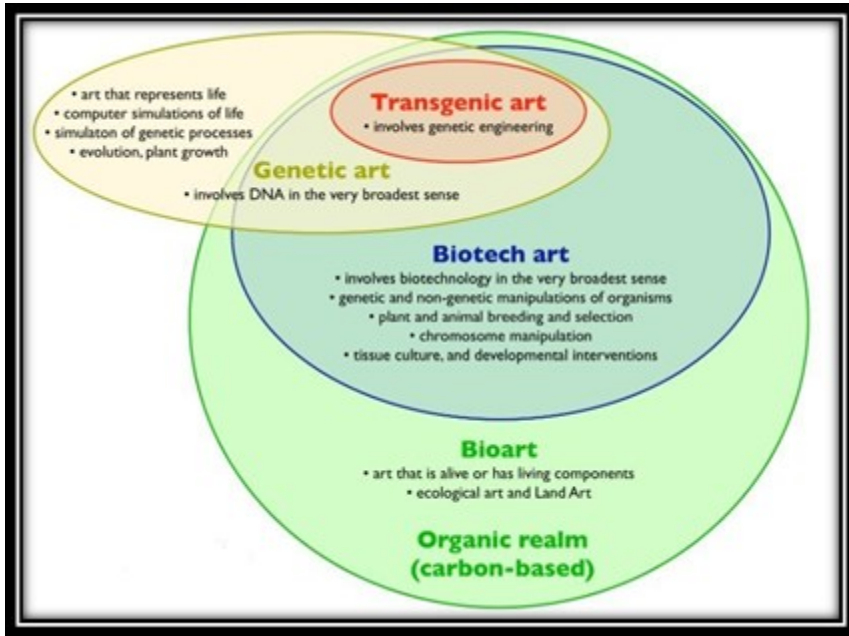 • art that represents life
• computer simulations of life
• simulaton of genetic processes
• evolution, plant growth
Transgenic art
• involves genetic engineering
Genetic art
• involves DNA in the very broadest sense
Biotech art
• involves biotechnology in the very broadest sense
• genetic and non-genetic manipulations of organisms
• plant and animal breeding and selection
• chromosome manipulation
• tissue culture, and developmental interventions
Bioart
• art that is alive or has living components
• ecological art and Land Art
Organic realm
(carbon-based)